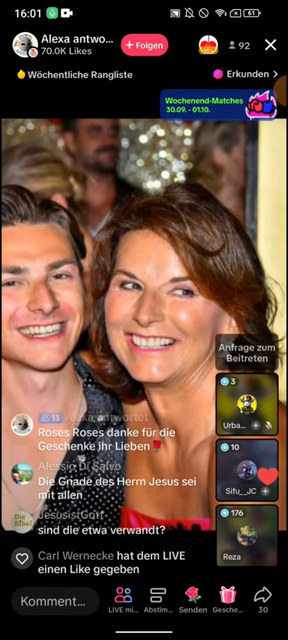 16:01
61
Alexa antwo...
70.0K Likes
+ Folgen
92
Wöchentliche Rangliste
Erkunden >
Wochenend-Matches
30.09. - 01.10.
Anfrage zum
Beitreten
3
Urba...
10
Sifu_JC
176
Reza
13 Alexa antwortet
Roses Roses danke für die
Geschenke ihr Lieben
Alessio Di Salvo
Die Gnade des Herrn Jesus sei
mit allen
Die
Bibel
JesusistGott
sind die etwa verwandt?
Carl Wernecke hat dem LIVE
einen Like gegeben
Komment...
LIVE mi...
Abstim...
Senden
Gesche...
30